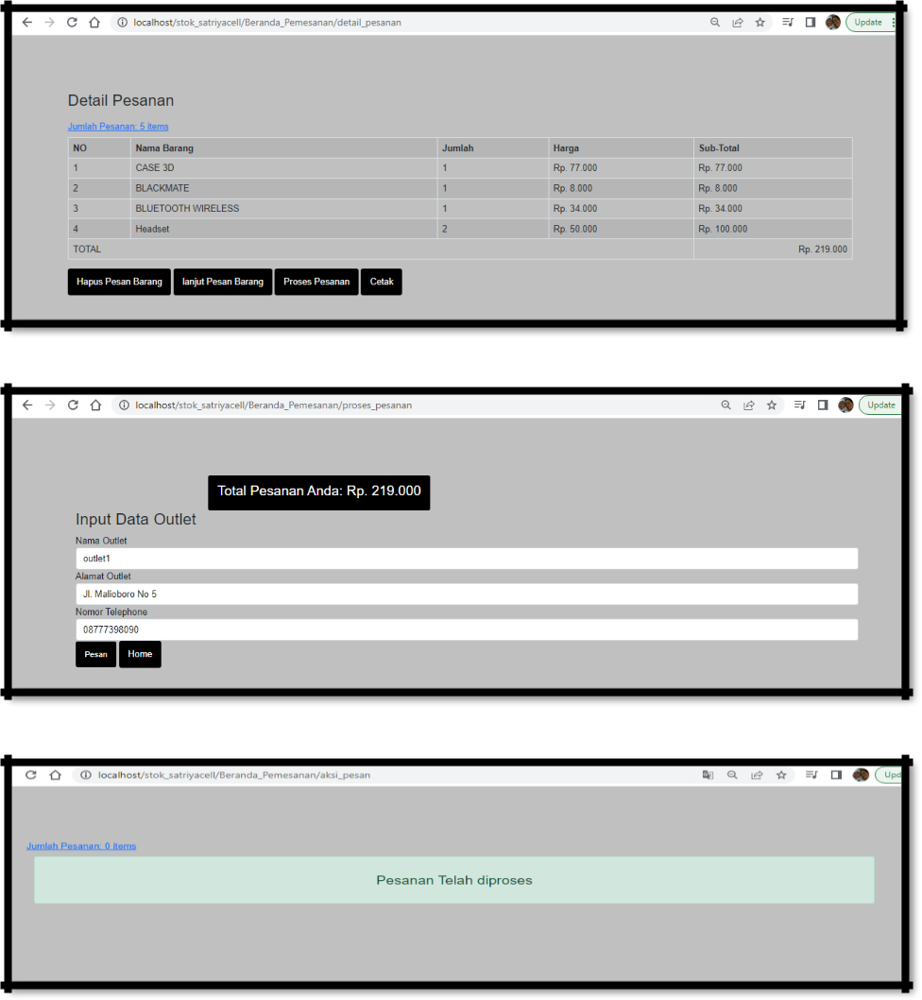 localhost/stok_satriyacell/Beranda_Pemesanan/detail_pesanan Update
Detail Pesanan
Jumlah Pesanan: 5 items
NO Nama Barang Jumlah Harga Sub-Total
1 CASE 3D 1 Rp. 77.000 Rp. 77.000
2 BLACKMATE 1 Rp. 8.000 Rp. 8.000
3 BLUETOOTH WIRELESS 1 Rp. 34.000 Rp. 34.000
4 Headset 2 Rp. 50.000 Rp. 100.000
TOTAL Rp. 219.000
Hapus Pesan Barang lanjut Pesan Barang Proses Pesanan Cetak
localhost/stok_satriyacell/Beranda_Pemesanan/proses_pesanan Update
Total Pesanan Anda: Rp. 219.000
Input Data Outlet
Nama Outlet
outlet1
Alamat Outlet
Jl. Malioboro No 5
Nomor Telephone
08777398090
Pesan Home
localhost/stok_satriyacell/Beranda_Pemesanan/aksi_pesan Upd
Jumlah Pesanan: 0 items
Pesanan Telah diproses